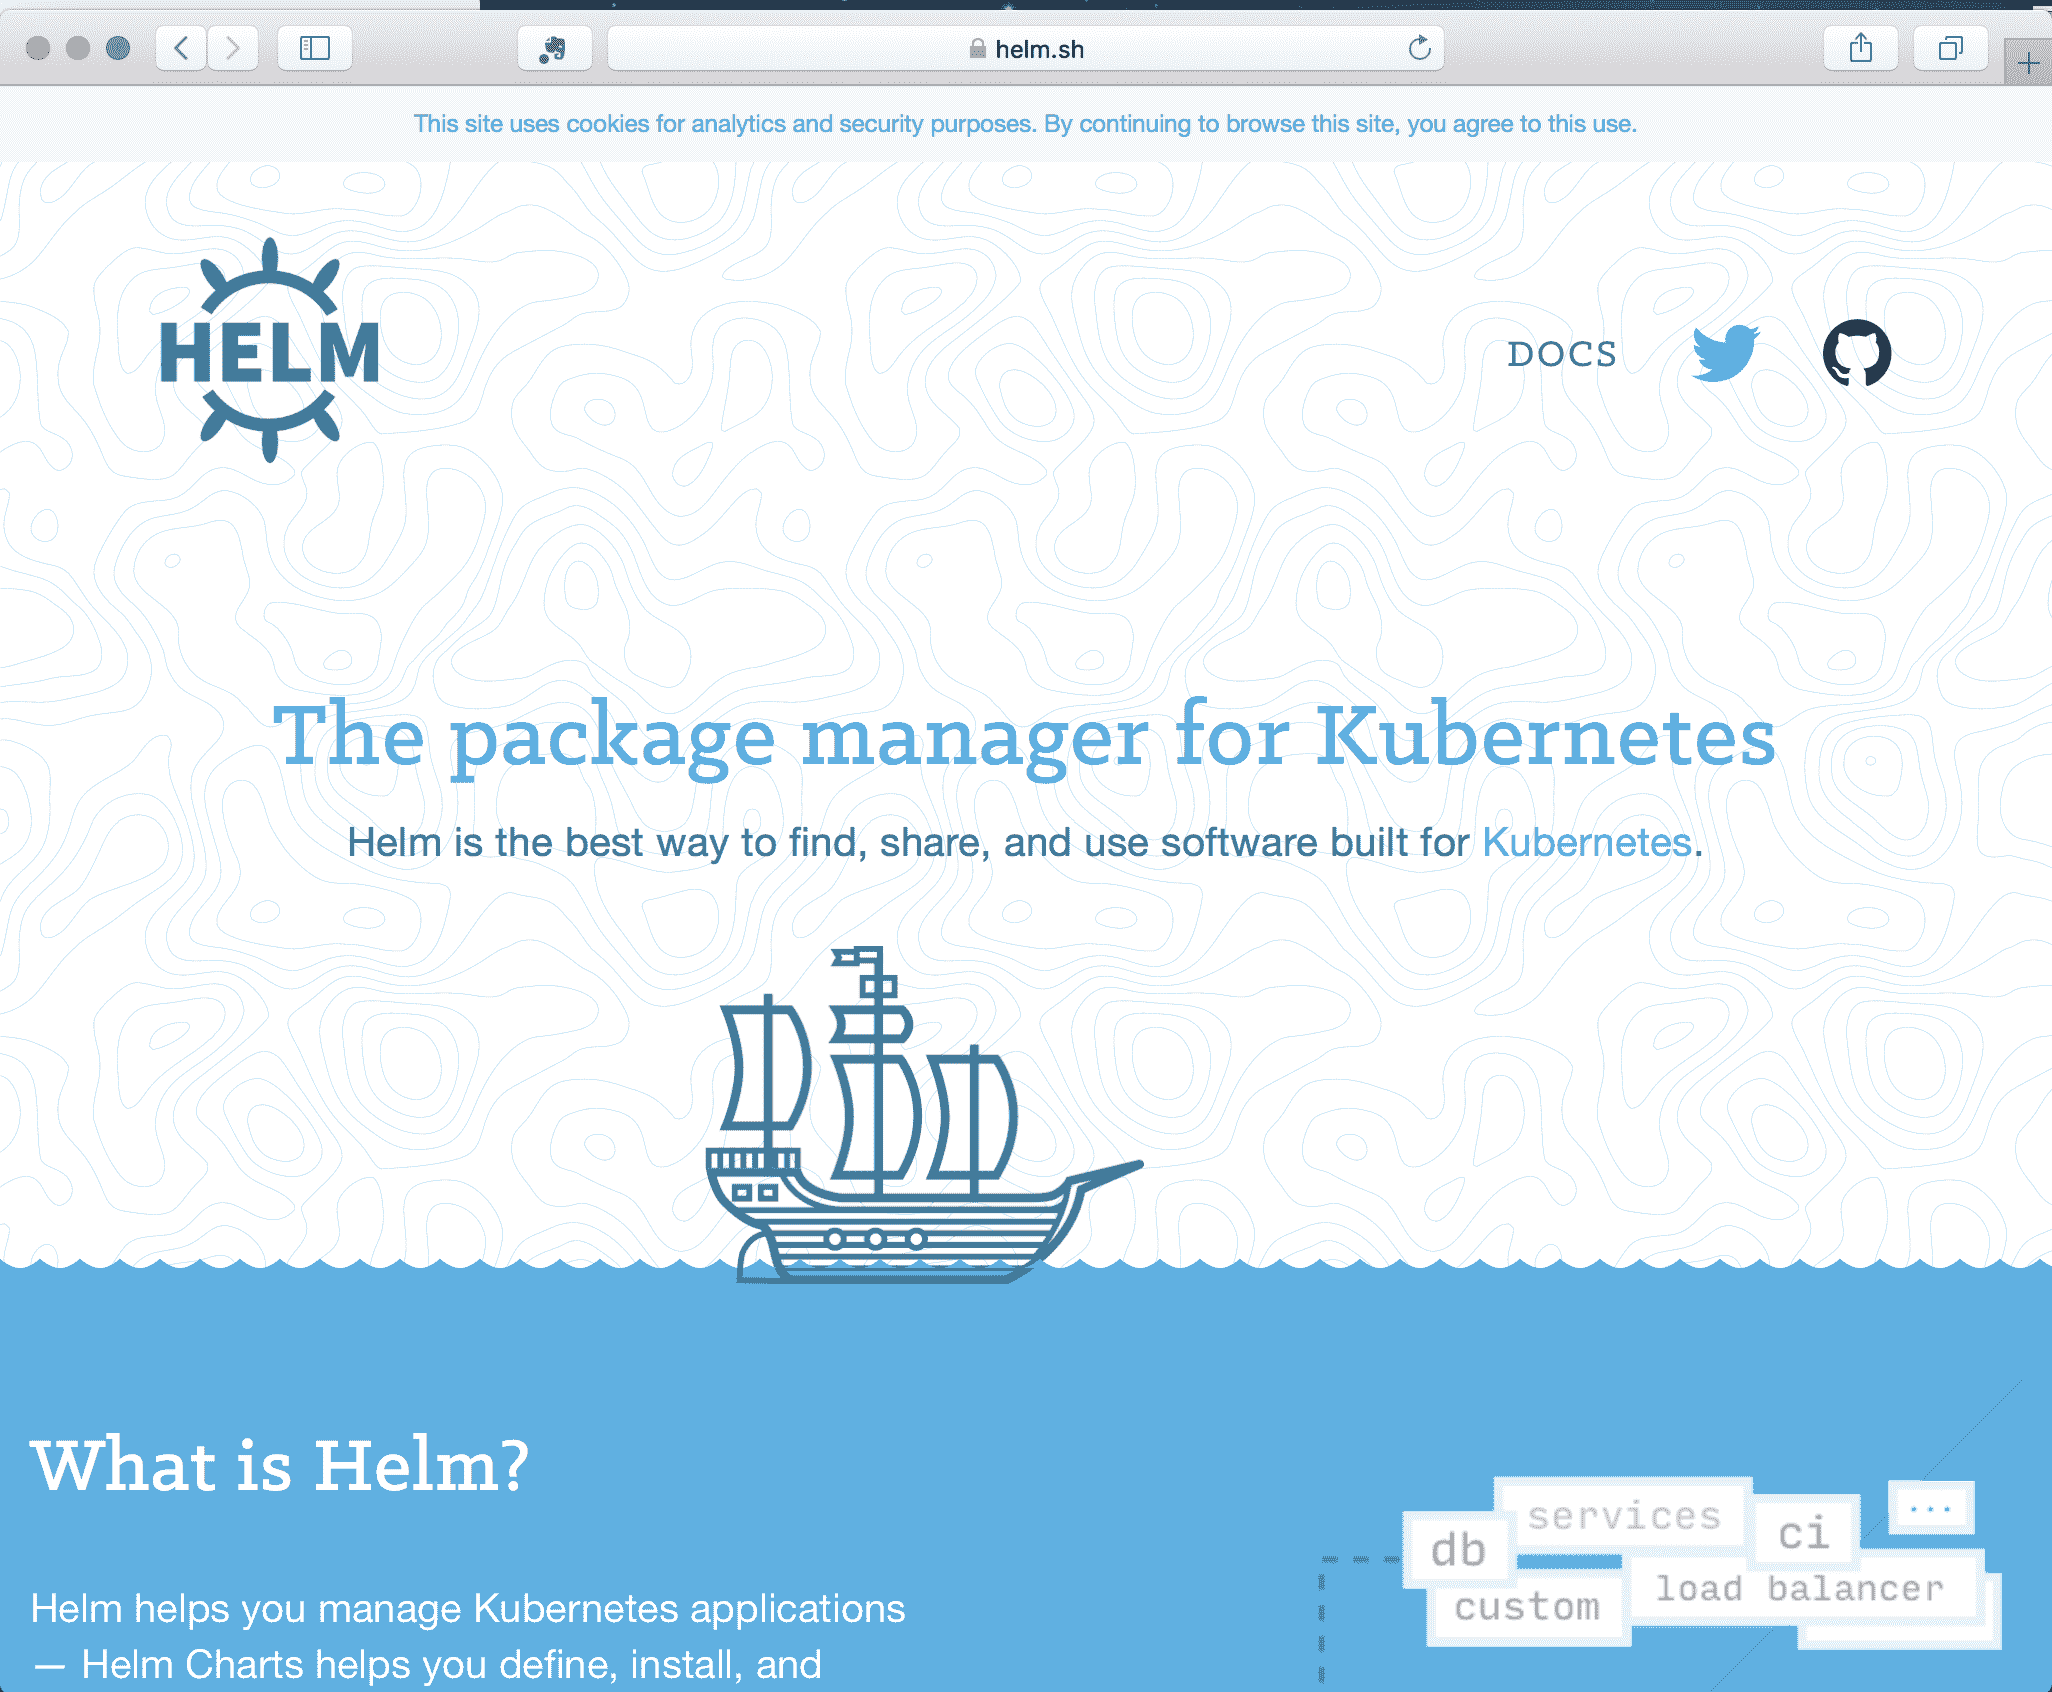 helm.sh
This site uses cookies for analytics and security purposes. By continuing to browse this site, you agree to this use.
HELM
DOCS
The package manager for Kubernetes
Helm is the best way to find, share, and use software built for Kubernetes.
What is Helm?
services
...
db
ci
load balancer
custom
Helm helps you manage Kubernetes applications
— Helm Charts helps you define, install, and